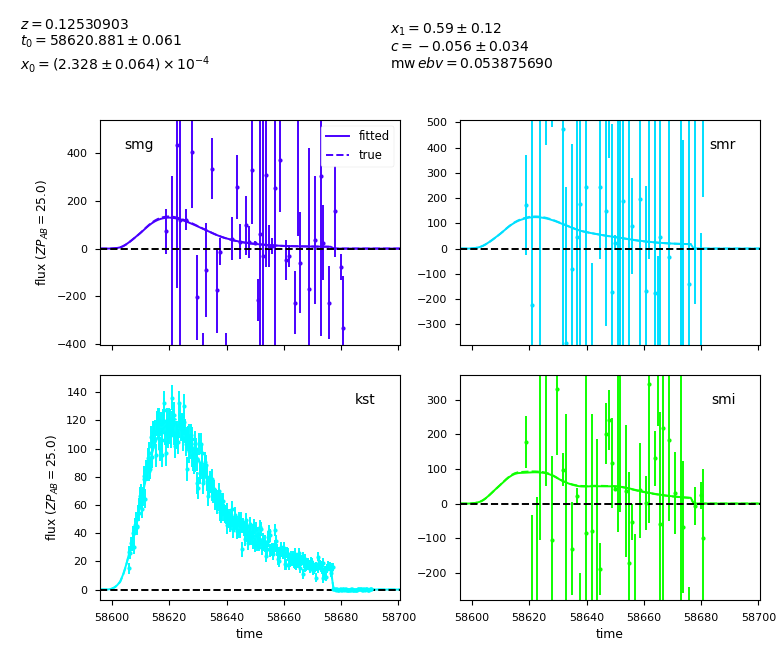 z = 0.12530903
t₀ = 58620.881 ± 0.061
x₀ = (2.328 ± 0.064) × 10⁻⁴
x₁ = 0.59 ± 0.12
c = −0.056 ± 0.034
mwebv = 0.053875690
smg
fitted
true
400
200
0
−200
−400
flux (ZP_AB = 25.0)
smr
500
400
300
200
100
0
−100
−200
−300
kst
140
120
100
80
60
40
20
0
flux (ZP_AB = 25.0)
58600 58620 58640 58660 58680 58700
time
smi
300
200
100
0
−100
−200
58600 58620 58640 58660 58680 58700
time